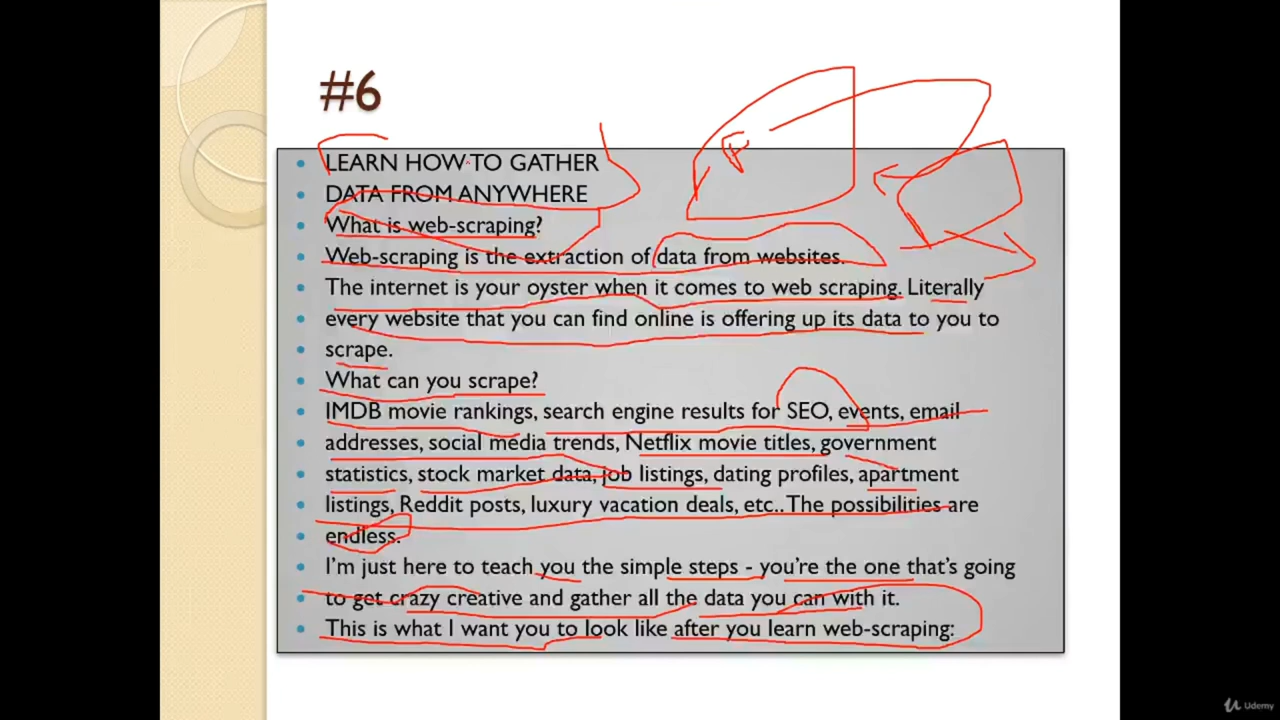 #6
LEARN HOW TO GATHER
DATA FROM ANYWHERE
What is web-scraping?
Web-scraping is the extraction of data from websites.
The internet is your oyster when it comes to web scraping. Literally
every website that you can find online is offering up its data to you to
scrape.
What can you scrape?
IMDB movie rankings, search engine results for SEO, events, email
addresses, social media trends, Netflix movie titles, government
statistics, stock market data, job listings, dating profiles, apartment
listings, Reddit posts, luxury vacation deals, etc.. The possibilities are
endless.
I'm just here to teach you the simple steps - you're the one that's going
to get crazy creative and gather all the data you can with it.
This is what I want you to look like after you learn web-scraping:
Udemy